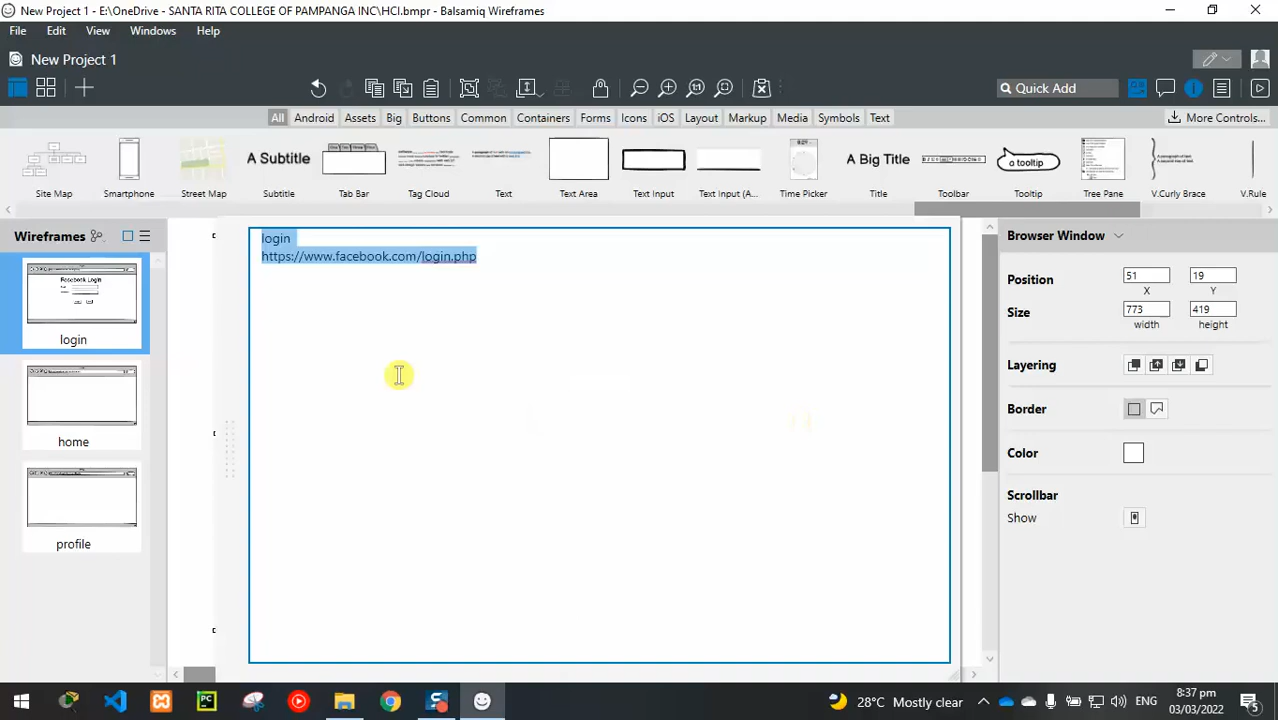 New Project 1 - E:\OneDrive - SANTA RITA COLLEGE OF PAMPANGA INC\HCI.bmpr - Balsamiq Wireframes
File Edit View Windows Help
New Project 1
1:1
Quick Add
All Android Assets Big Buttons Common Containers Forms Icons iOS Layout Markup Media Symbols Text
More Controls...
A Subtitle
A Big Title
a tooltip
Site Map Smartphone Street Map Subtitle Tab Bar Tag Cloud Text Text Area Text Input Text Input (A... Time Picker Title Toolbar Tooltip Tree Pane V.Curly Brace V.Rule
Wireframes
Facebook Login
login
home
profile
login
https://www.facebook.com/login.php
Browser Window
Position 51 19
X Y
Size 773 419
width height
Layering
Border
Color
Scrollbar
Show
28°C Mostly clear
ENG
8:37 pm
03/03/2022
5